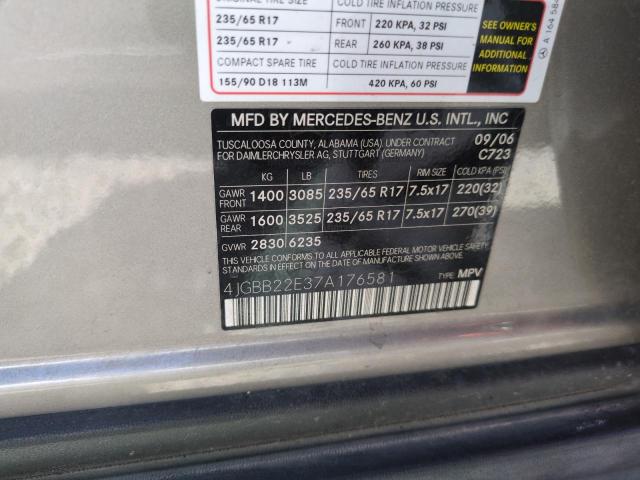 ORIGINAL TIRE SIZE COLD TIRE INFLATION PRESSURE
235/65 R17 FRONT 220 KPA, 32 PSI
235/65 R17 REAR 260 KPA, 38 PSI
COMPACT SPARE TIRE COLD TIRE INFLATION PRESSURE
155/90 D18 113M 420 KPA, 60 PSI
SEE OWNER'S
MANUAL FOR
ADDITIONAL
INFORMATION
A 164 584
MFD BY MERCEDES-BENZ U.S. INTL., INC
TUSCALOOSA COUNTY, ALABAMA (USA), UNDER CONTRACT 09/06
FOR DAIMLERCHRYSLER AG, STUTTGART (GERMANY) C723
KG LB TIRES RIM SIZE COLD KPA (PSI)
GAWR FRONT 1400 3085 235/65 R17 7.5x17 220(32)
GAWR REAR 1600 3525 235/65 R17 7.5x17 270(39)
GVWR 2830 6235
THIS VEHICLE CONFORMS TO ALL APPLICABLE FEDERAL MOTOR VEHICLE SAFETY
STANDARDS IN EFFECT ON THE DATE OF MANUFACTURE SHOWN ABOVE.
4JGBB22E37A176581 TYPE: MPV